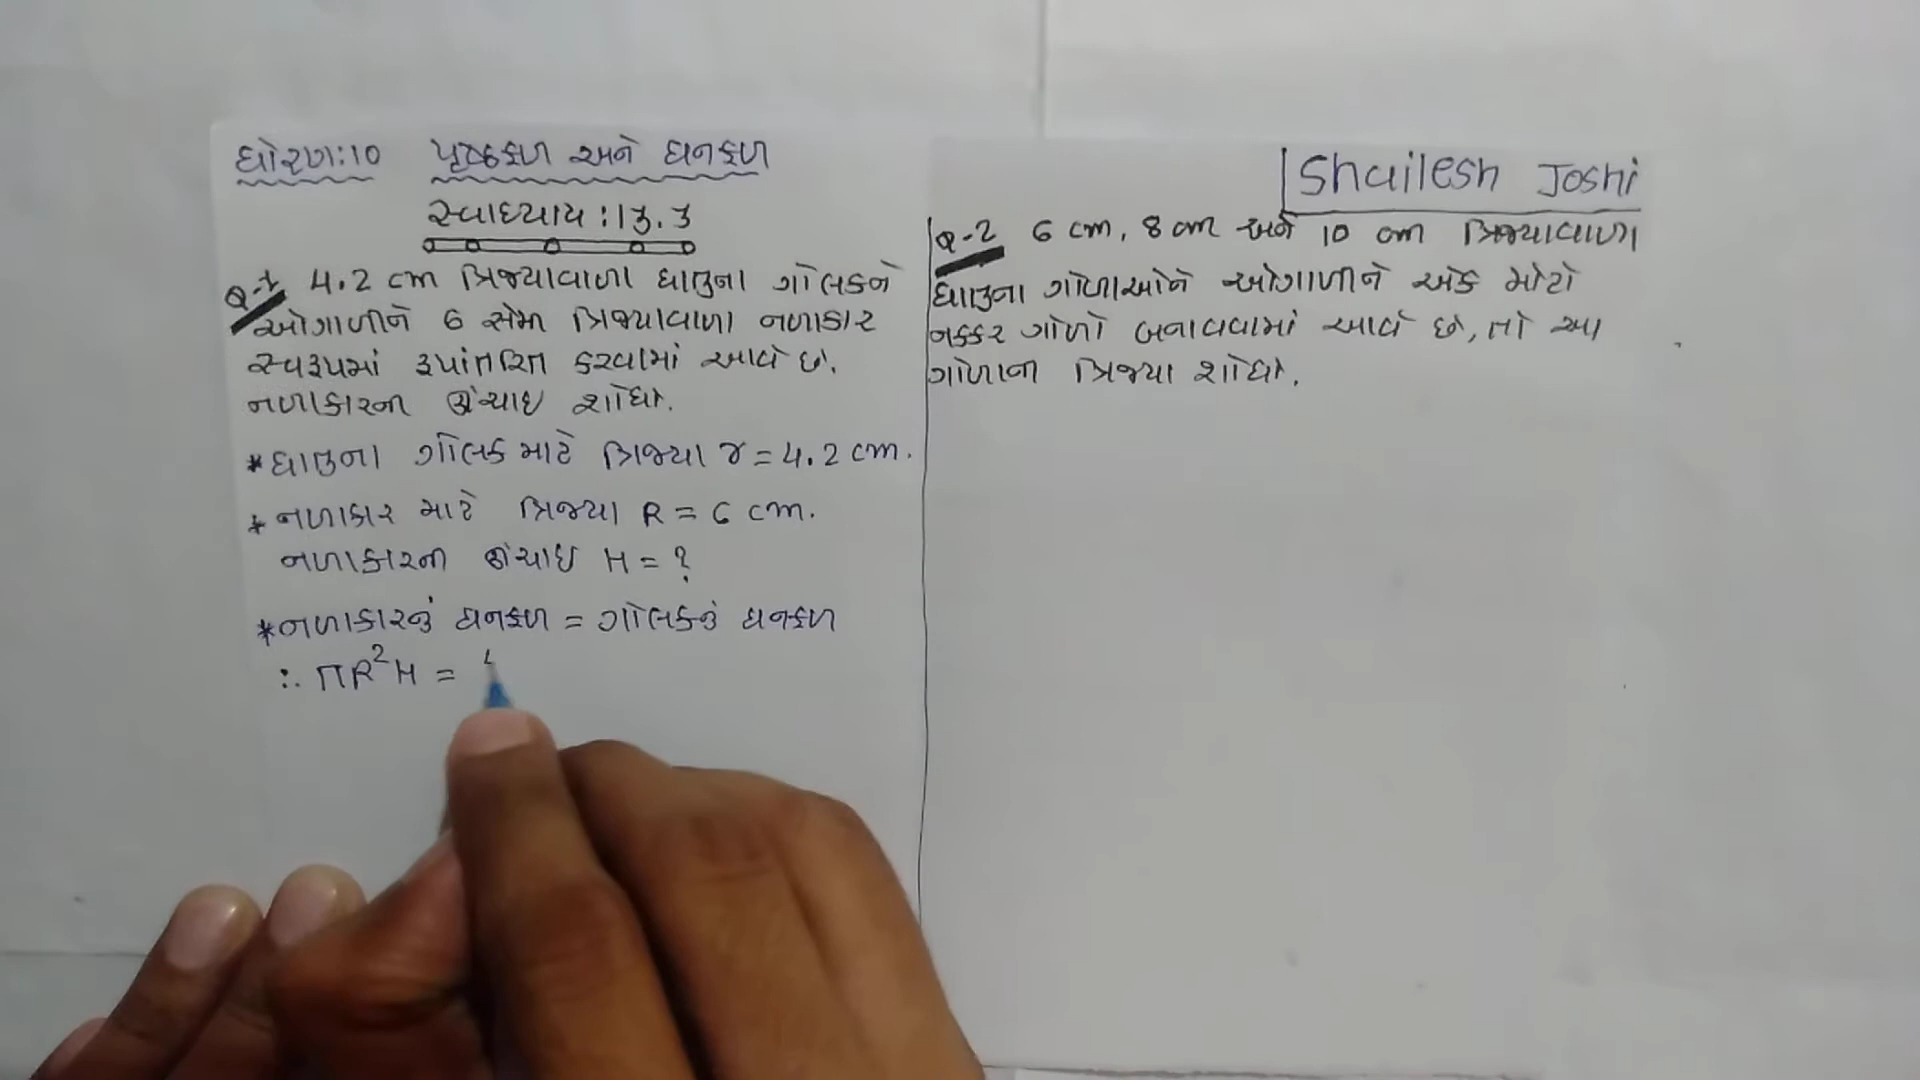 ધોરણ:10 પૃષ્ઠફળ અને ઘનફળ
સ્વાધ્યાય:13.3
Q-1 4.2 cm ત્રિજ્યાવાળા ધાતુના ગોલકને
ઓગાળીને 6 સેમી ત્રિજ્યાવાળા નળાકાર
સ્વરૂપમાં રૂપાંતરિત કરવામાં આવે છે.
નળાકારની ઊંચાઇ શોધો.
*ધાતુના ગોલક માટે ત્રિજ્યા r = 4.2 cm.
*નળાકાર માટે ત્રિજ્યા R = 6 cm.
નળાકારની ઊંચાઇ H = ?
*નળાકારનું ઘનફળ = ગોલકનું ઘનફળ
∴ πR²H =
Shailesh Joshi
Q-2 6 cm, 8 cm અને 10 cm ત્રિજ્યાવાળા
ધાતુના ગોળાઓને ઓગાળીને એક મોટો
નક્કર ગોળો બનાવવામાં આવે છે, તો આ
ગોળાની ત્રિજ્યા શોધો.